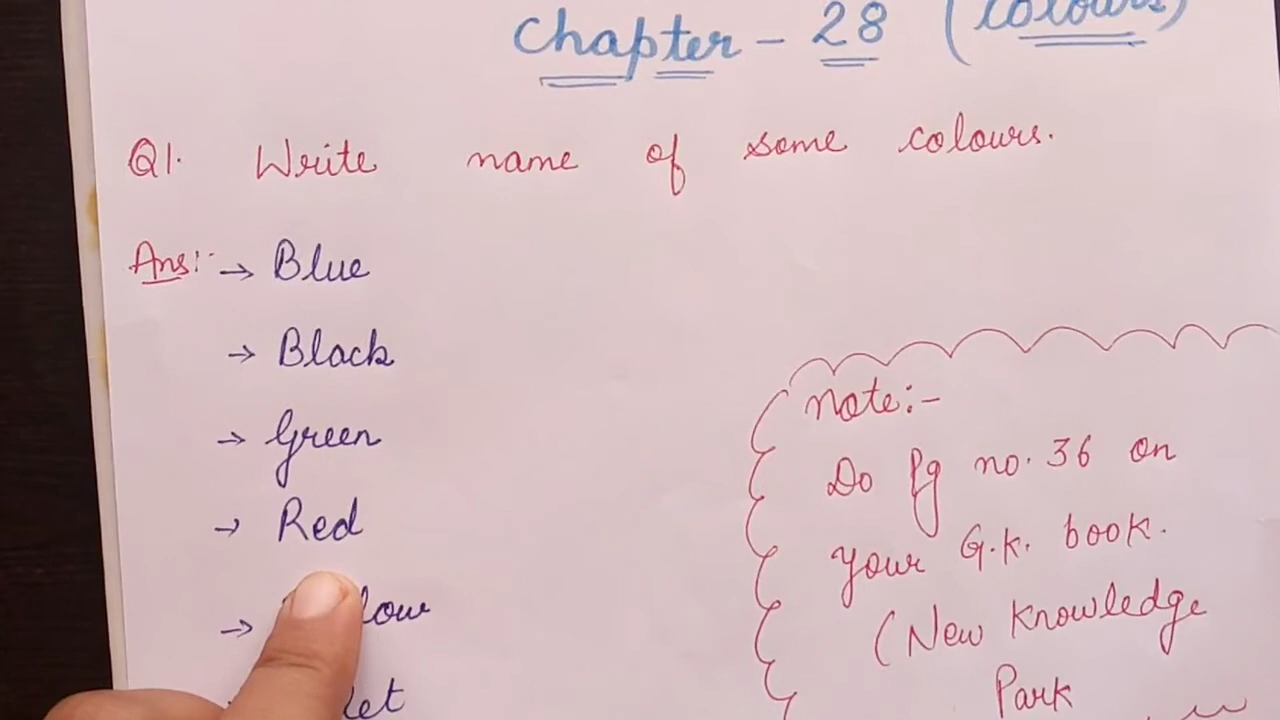 Chapter - 28 (Colours)
Q1. Write name of some colours.
Ans:- → Blue
→ Black
→ Green
→ Red
→
Note:-
Do Pg no. 36 on
your G.K. book.
(New Knowledge
Park